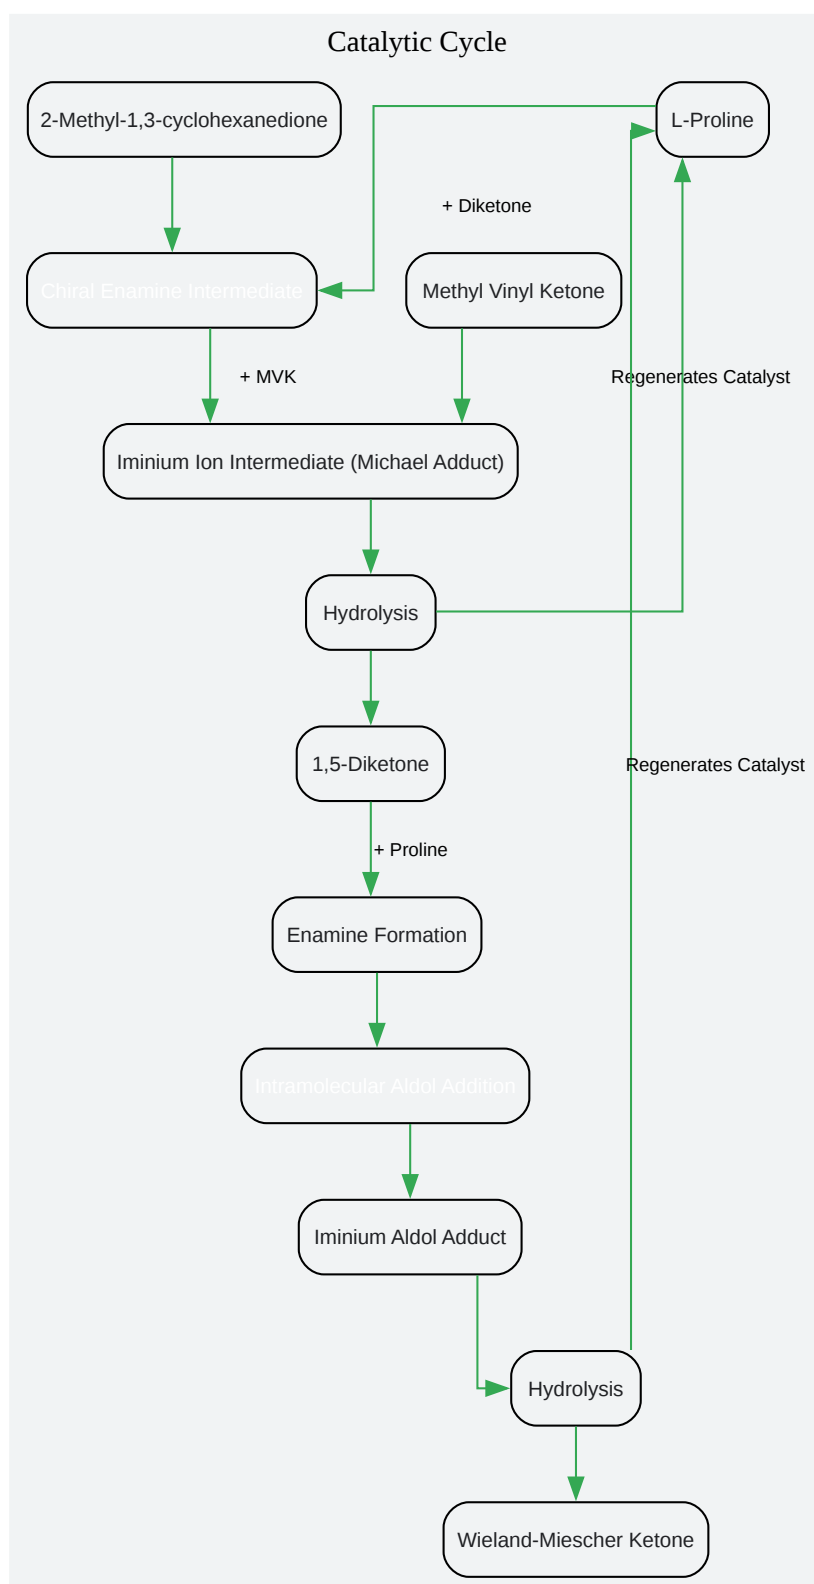 Catalytic Cycle
2-Methyl-1,3-cyclohexanedione
L-Proline
+ Diketone
Chiral Enamine Intermediate
Methyl Vinyl Ketone
+ MVK
Regenerates Catalyst
Iminium Ion Intermediate (Michael Adduct)
Hydrolysis
1,5-Diketone
Regenerates Catalyst
+ Proline
Enamine Formation
Intramolecular Aldol Addition
Iminium Aldol Adduct
Hydrolysis
Wieland-Miescher Ketone